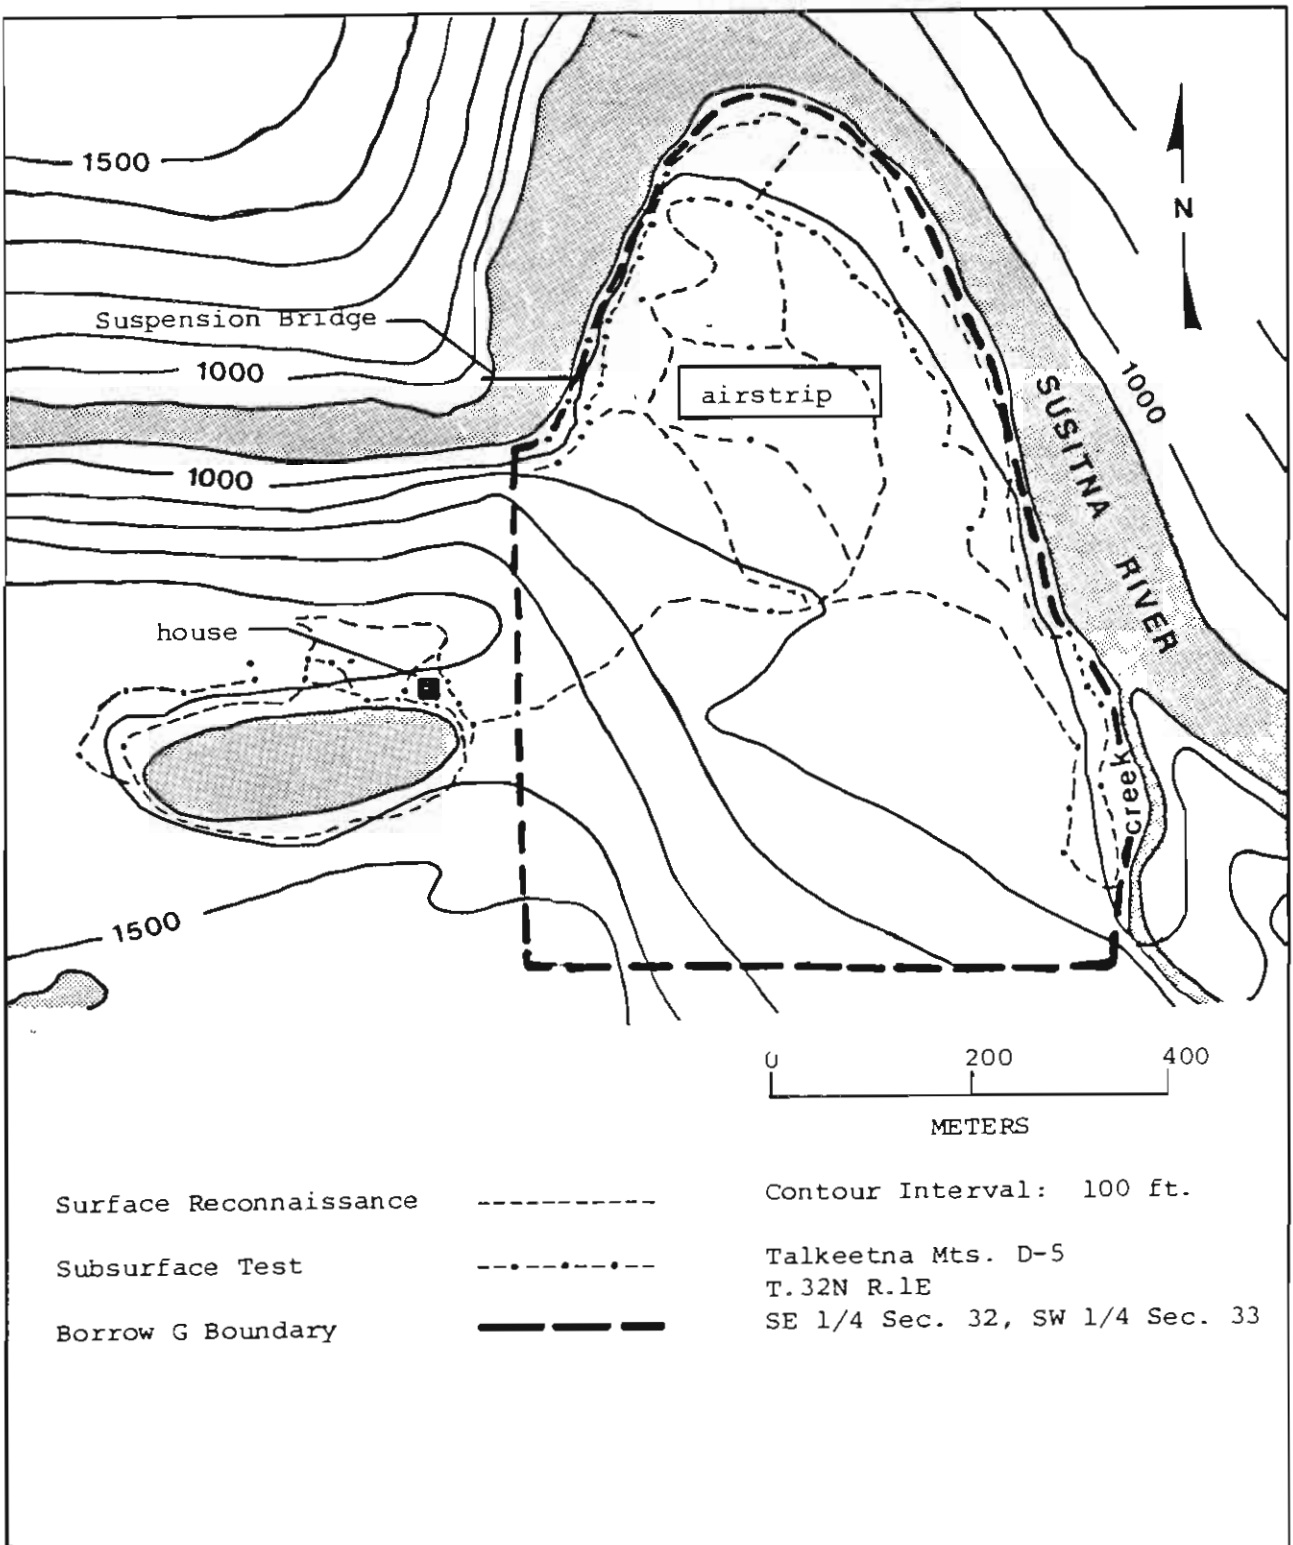 1500
N
Suspension Bridge
1000
airstrip
1000
SUSITNA RIVER
1000
house
creek
1500
0 200 400
METERS
Surface Reconnaissance
Subsurface Test
Borrow G Boundary
Contour Interval: 100 ft.
Talkeetna Mts. D-5
T.32N R.1E
SE 1/4 Sec. 32, SW 1/4 Sec. 33